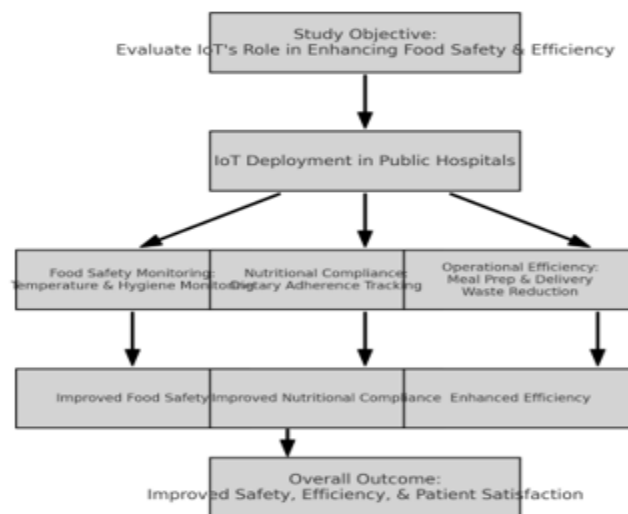 Study Objective:
Evaluate IoT's Role in Enhancing Food Safety & Efficiency
IoT Deployment in Public Hospitals
Food Safety Monitoring:
Temperature & Hygiene Monitoring
Nutritional Compliance:
Dietary Adherence Tracking
Operational Efficiency:
Meal Prep & Delivery
Waste Reduction
Improved Food Safety
Improved Nutritional Compliance
Enhanced Efficiency
Overall Outcome:
Improved Safety, Efficiency, & Patient Satisfaction